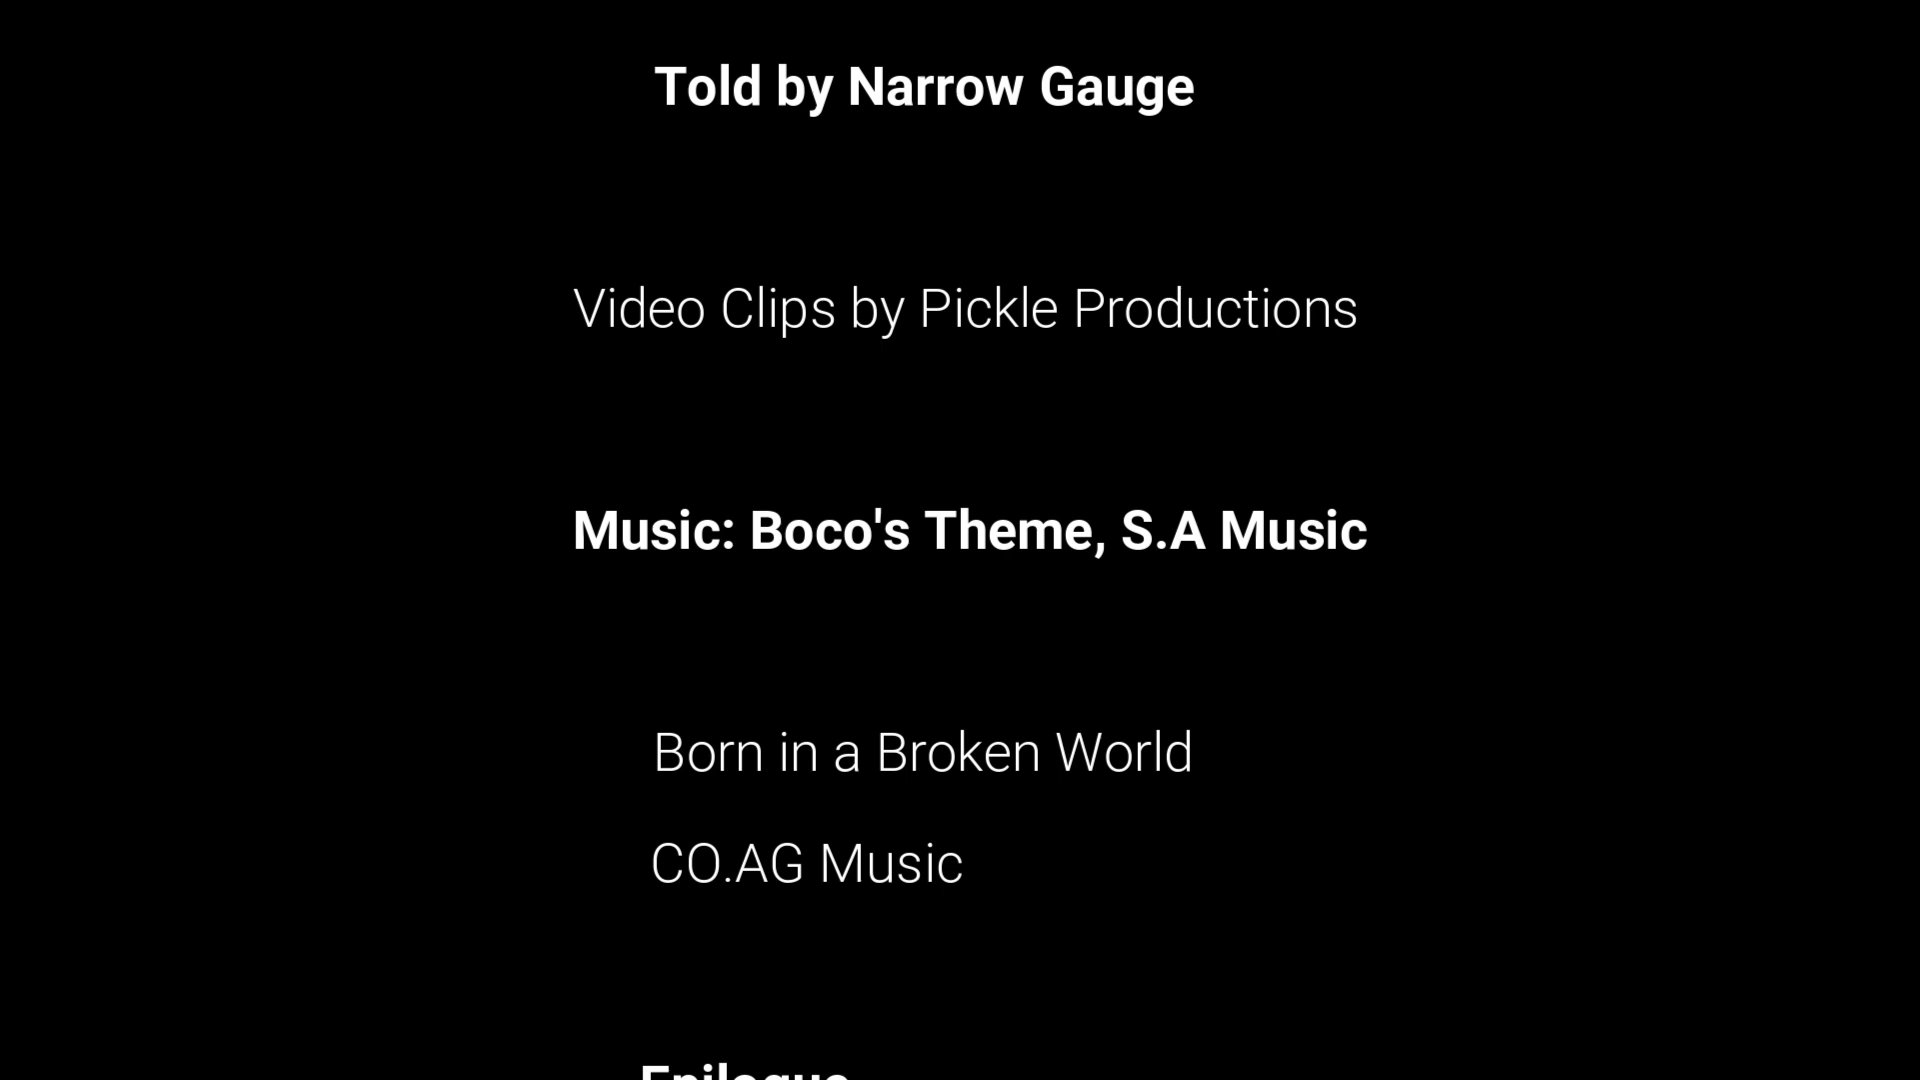 Told by Narrow Gauge
Video Clips by Pickle Productions
Music: Boco's Theme, S.A Music
Born in a Broken World
CO.AG Music
Epilogue